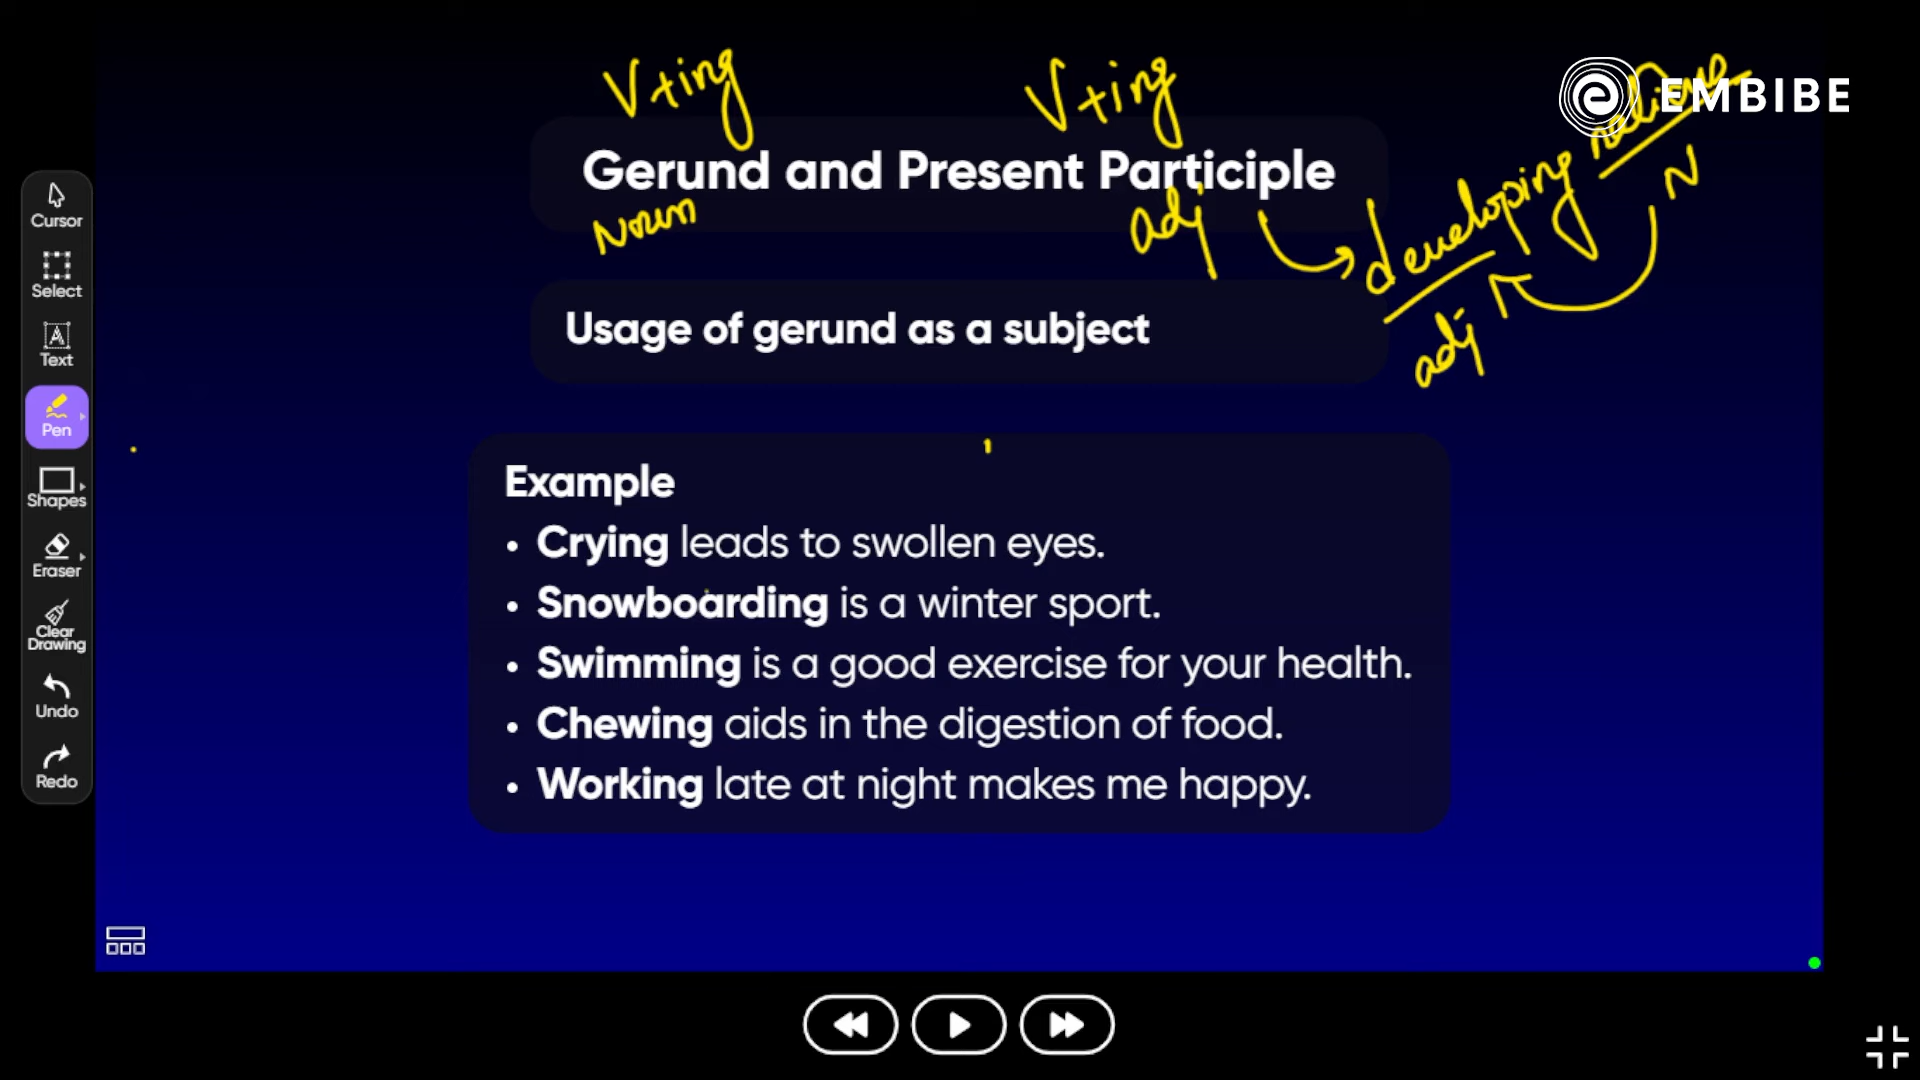 V+ing
V+ing
EMBIBE
Gerund and Present Participle
Noun
adj
developing
N
adj
Usage of gerund as a subject
Cursor
Select
Text
Pen
Shapes
Eraser
Clear
Drawing
Undo
Redo
Example
• Crying leads to swollen eyes.
• Snowboarding is a winter sport.
• Swimming is a good exercise for your health.
• Chewing aids in the digestion of food.
• Working late at night makes me happy.